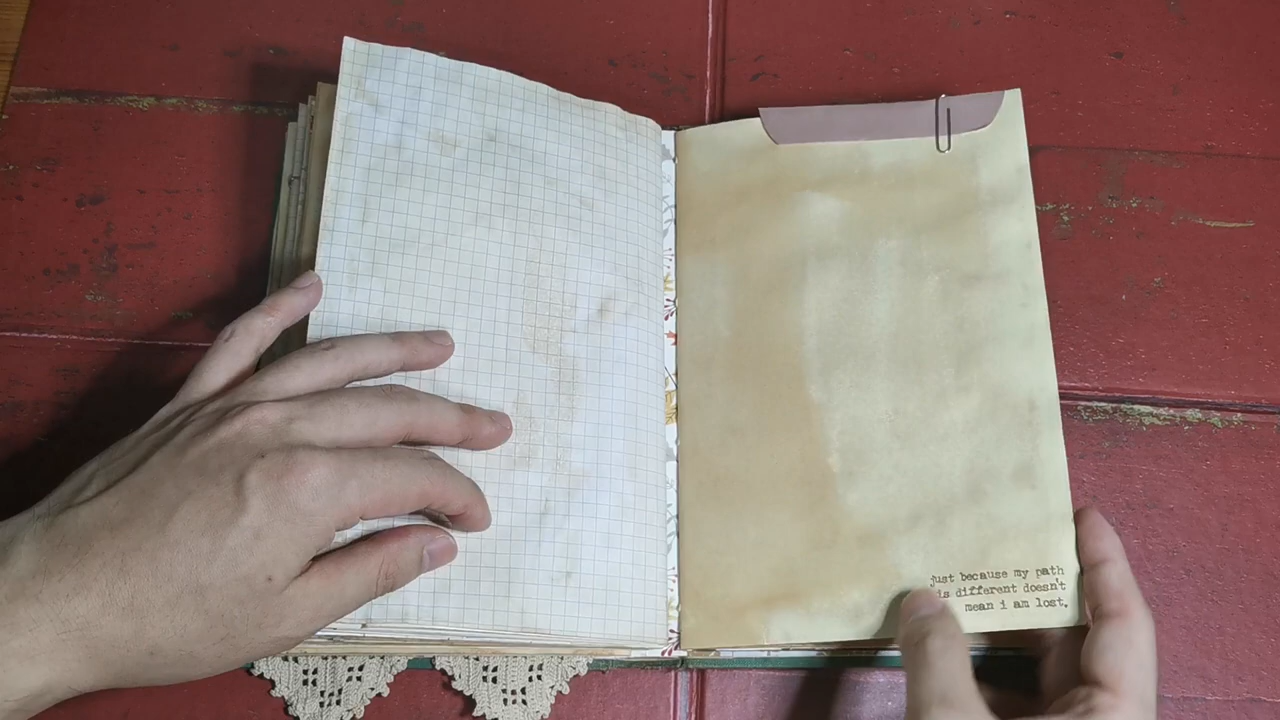 just because my path
is different doesn't
mean i am lost.